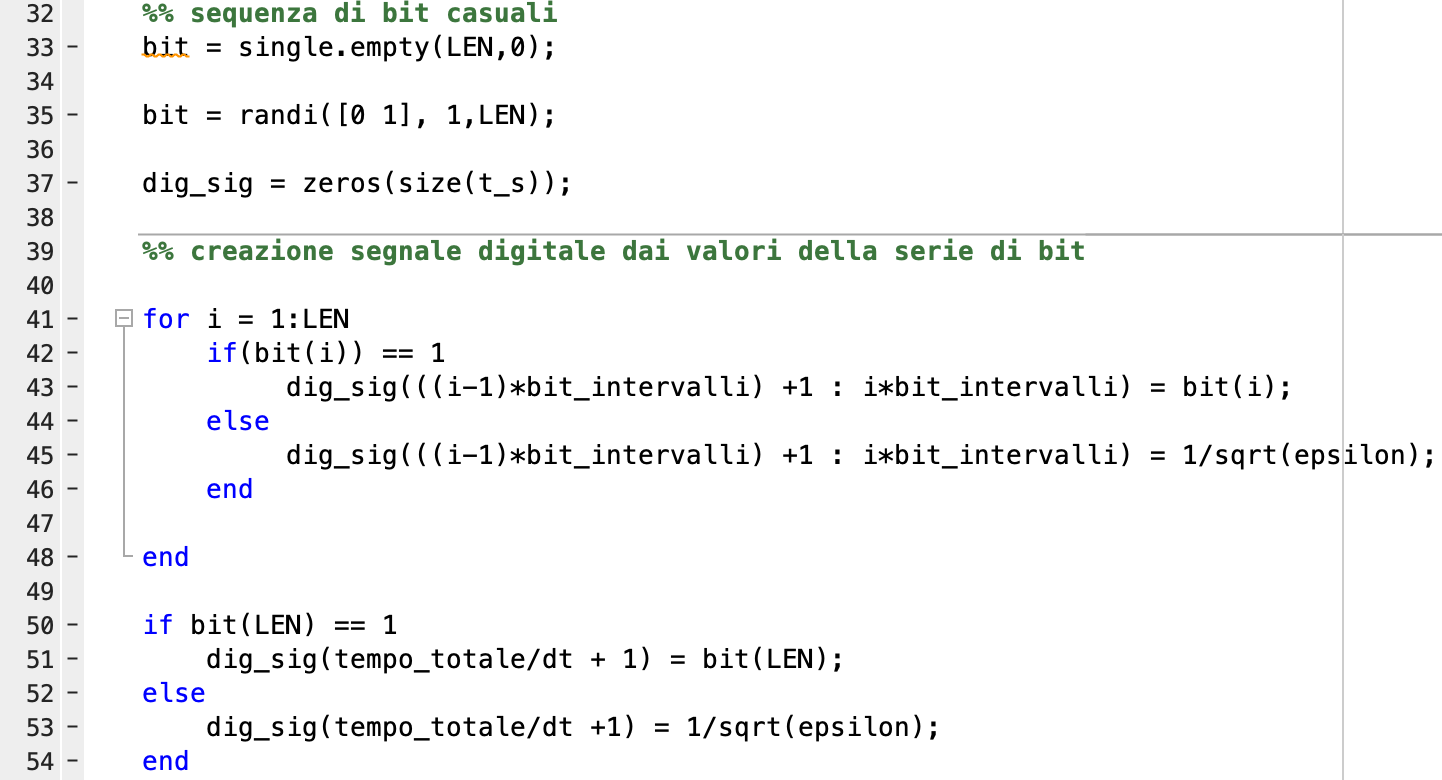 32 %% sequenza di bit casuali
33 - bit = single.empty(LEN,0);
34
35 - bit = randi([0 1], 1,LEN);
36
37 - dig_sig = zeros(size(t_s));
38
39 %% creazione segnale digitale dai valori della serie di bit
40
41 - for i = 1:LEN
42 - if(bit(i)) == 1
43 - dig_sig(((i-1)*bit_intervalli) +1 : i*bit_intervalli) = bit(i);
44 - else
45 - dig_sig(((i-1)*bit_intervalli) +1 : i*bit_intervalli) = 1/sqrt(epsilon);
46 - end
47
48 - end
49
50 - if bit(LEN) == 1
51 - dig_sig(tempo_totale/dt + 1) = bit(LEN);
52 - else
53 - dig_sig(tempo_totale/dt +1) = 1/sqrt(epsilon);
54 - end